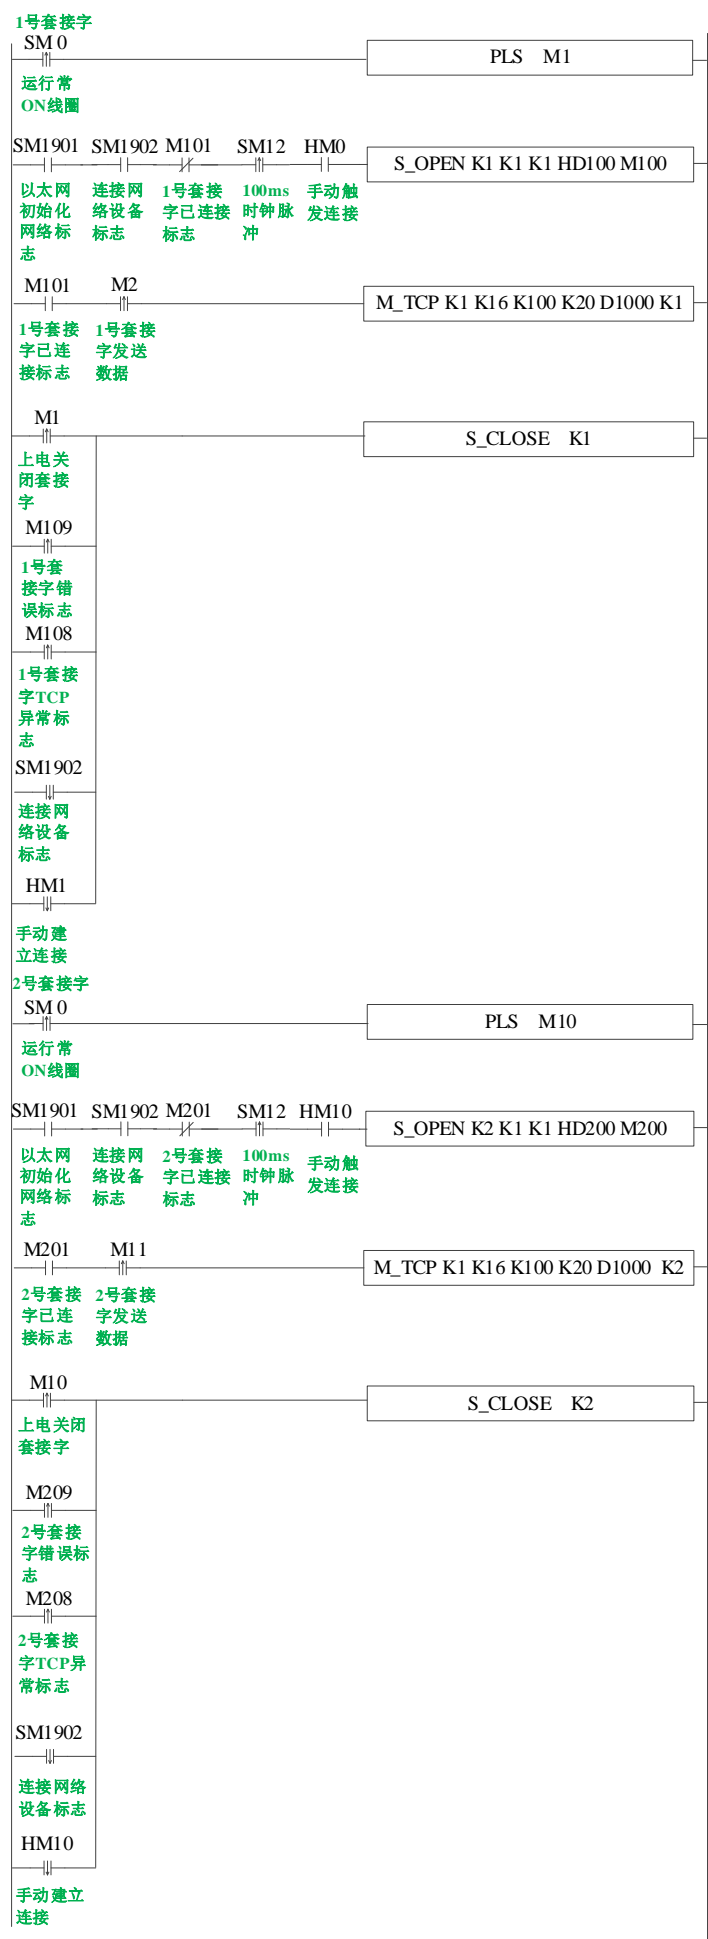 1号套接字
SM0
PLS M1
运行常
ON线圈
SM1901 SM1902 M101 SM12 HM0
S_OPEN K1 K1 K1 HD100 M100
以太网 连接网 1号套接 100ms 手动触
初始化 络设备 字已连接 时钟脉 发连接
网络标 标志 标志 冲
志
M101 M2
M_TCP K1 K16 K100 K20 D1000 K1
1号套接 1号套接
字已连 字发送
接标志 数据
M1
S_CLOSE K1
上电关
闭套接
字
M109
1号套
接字错
误标志
M108
1号套接
字TCP
异常标
志
SM1902
连接网
络设备
标志
HM1
手动建
立连接
2号套接字
SM0
PLS M10
运行常
ON线圈
SM1901 SM1902 M201 SM12 HM10
S_OPEN K2 K1 K1 HD200 M200
以太网 连接网 2号套接 100ms 手动触
初始化 络设备 字已连接 时钟脉 发连接
网络标 标志 标志 冲
志
M201 M11
M_TCP K1 K16 K100 K20 D1000 K2
2号套接 2号套接
字已连 字发送
接标志 数据
M10
S_CLOSE K2
上电关闭
套接字
M209
2号套接
字错误标
志
M208
2号套接
字TCP异
常标志
SM1902
连接网络
设备标志
HM10
手动建立
连接